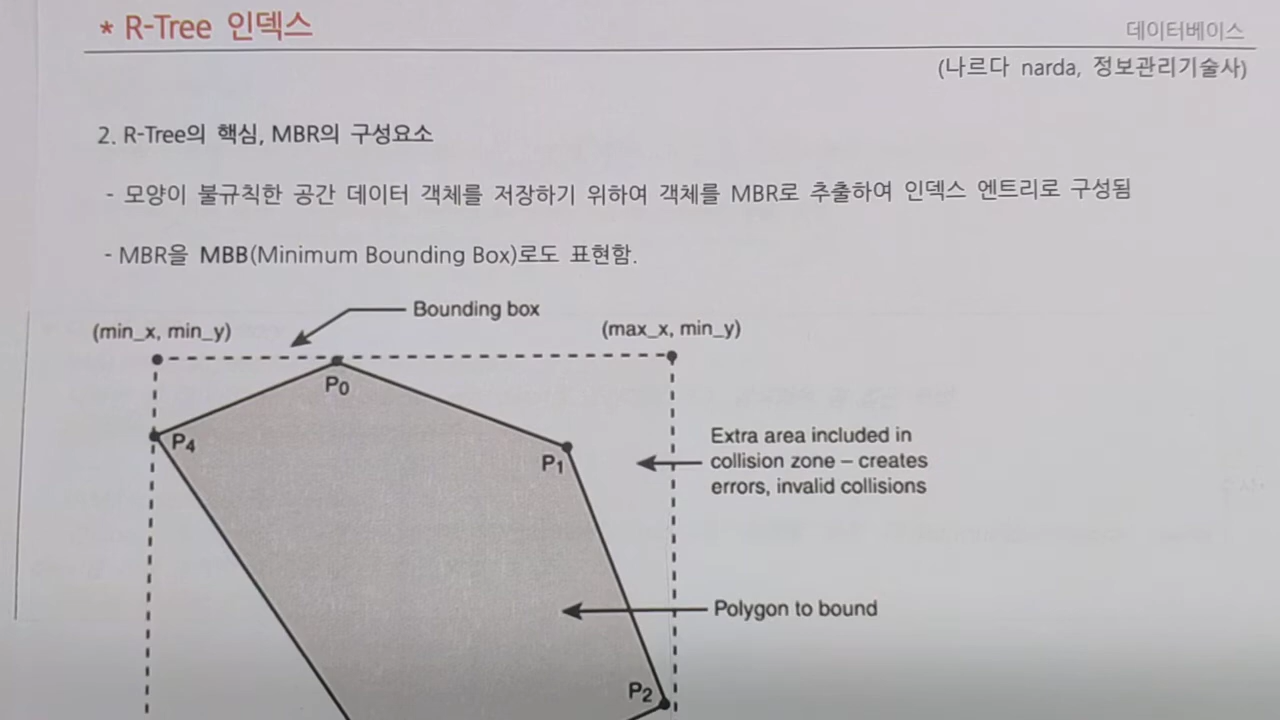 * R-Tree 인덱스
데이터베이스
(나르다 narda, 정보관리기술사)
2. R-Tree의 핵심, MBR의 구성요소
- 모양이 불규칙한 공간 데이터 객체를 저장하기 위하여 객체를 MBR로 추출하여 인덱스 엔트리로 구성됨
- MBR을 MBB(Minimum Bounding Box)로도 표현함.
Bounding box
(min_x, min_y)
(max_x, min_y)
P0
P4
P1
Extra area included in
collision zone – creates
errors, invalid collisions
Polygon to bound
P2